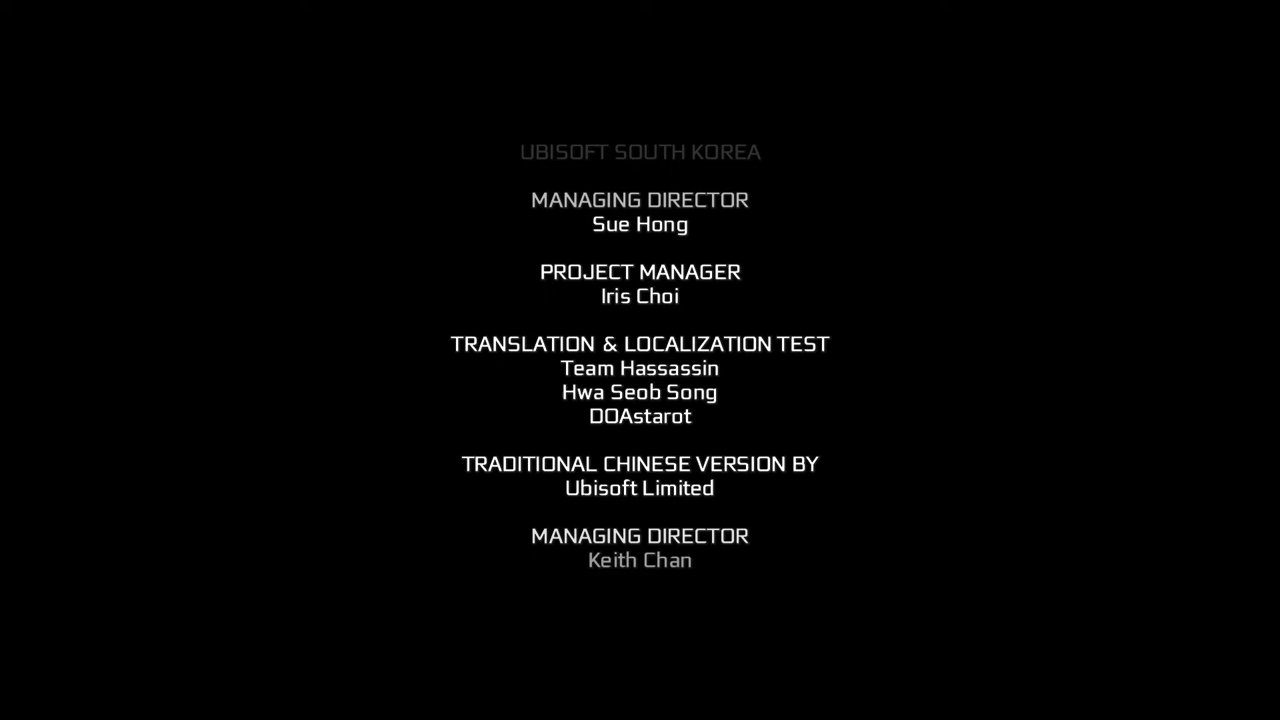 UBISOFT SOUTH KOREA
MANAGING DIRECTOR
Sue Hong
PROJECT MANAGER
Iris Choi
TRANSLATION & LOCALIZATION TEST
Team Hassassin
Hwa Seob Song
DOAstarot
TRADITIONAL CHINESE VERSION BY
Ubisoft Limited
MANAGING DIRECTOR
Keith Chan